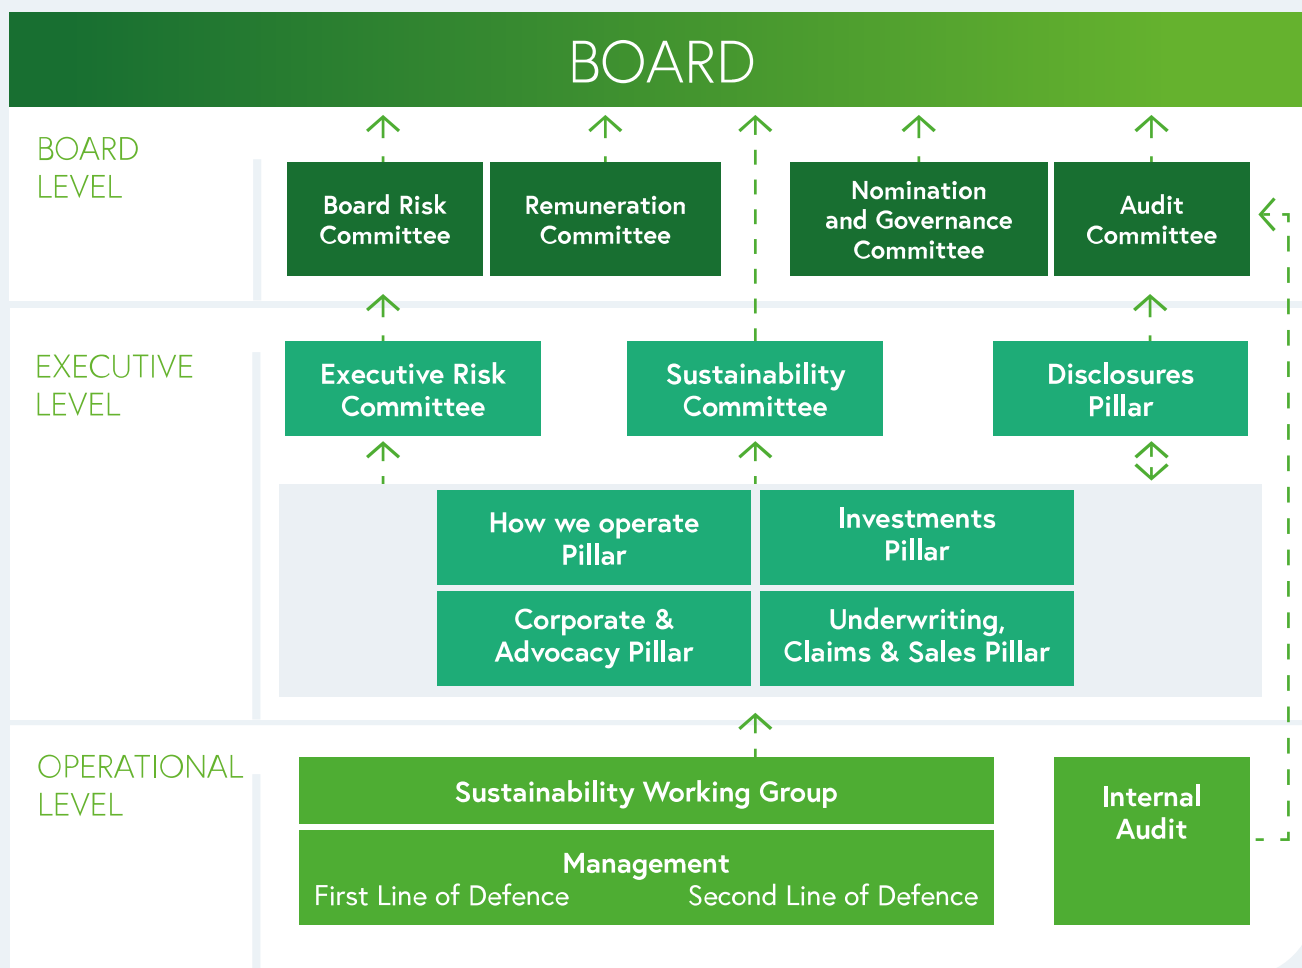 BOARD
BOARD
LEVEL
Board Risk
Committee
Remuneration
Committee
Nomination
and Governance
Committee
Audit
Committee
EXECUTIVE
LEVEL
Executive Risk
Committee
Sustainability
Committee
Disclosures
Pillar
How we operate
Pillar
Investments
Pillar
Corporate &
Advocacy Pillar
Underwriting,
Claims & Sales Pillar
OPERATIONAL
LEVEL
Sustainability Working Group
Management
First Line of Defence
Second Line of Defence
Internal
Audit